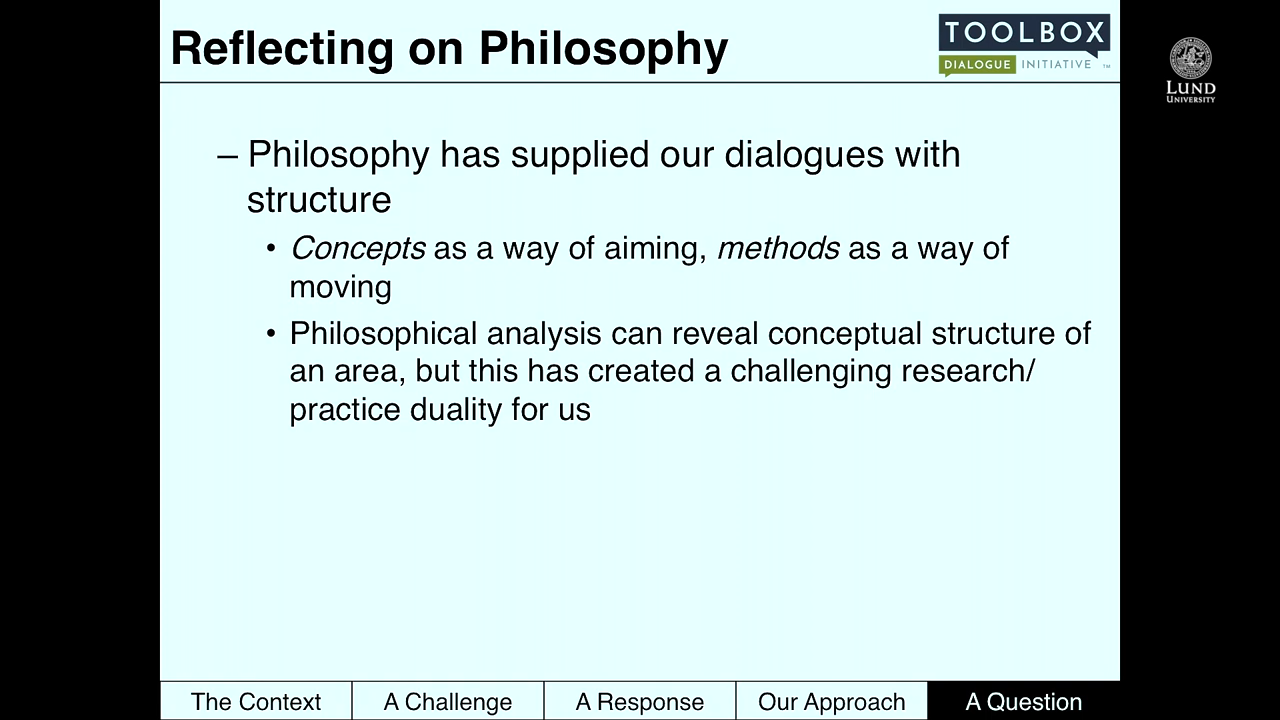 Reflecting on Philosophy
TOOLBOX
DIALOGUE INITIATIVE ™
LUND
UNIVERSITY
– Philosophy has supplied our dialogues with
structure
• Concepts as a way of aiming, methods as a way of
moving
• Philosophical analysis can reveal conceptual structure of
an area, but this has created a challenging research/
practice duality for us
The Context
A Challenge
A Response
Our Approach
A Question